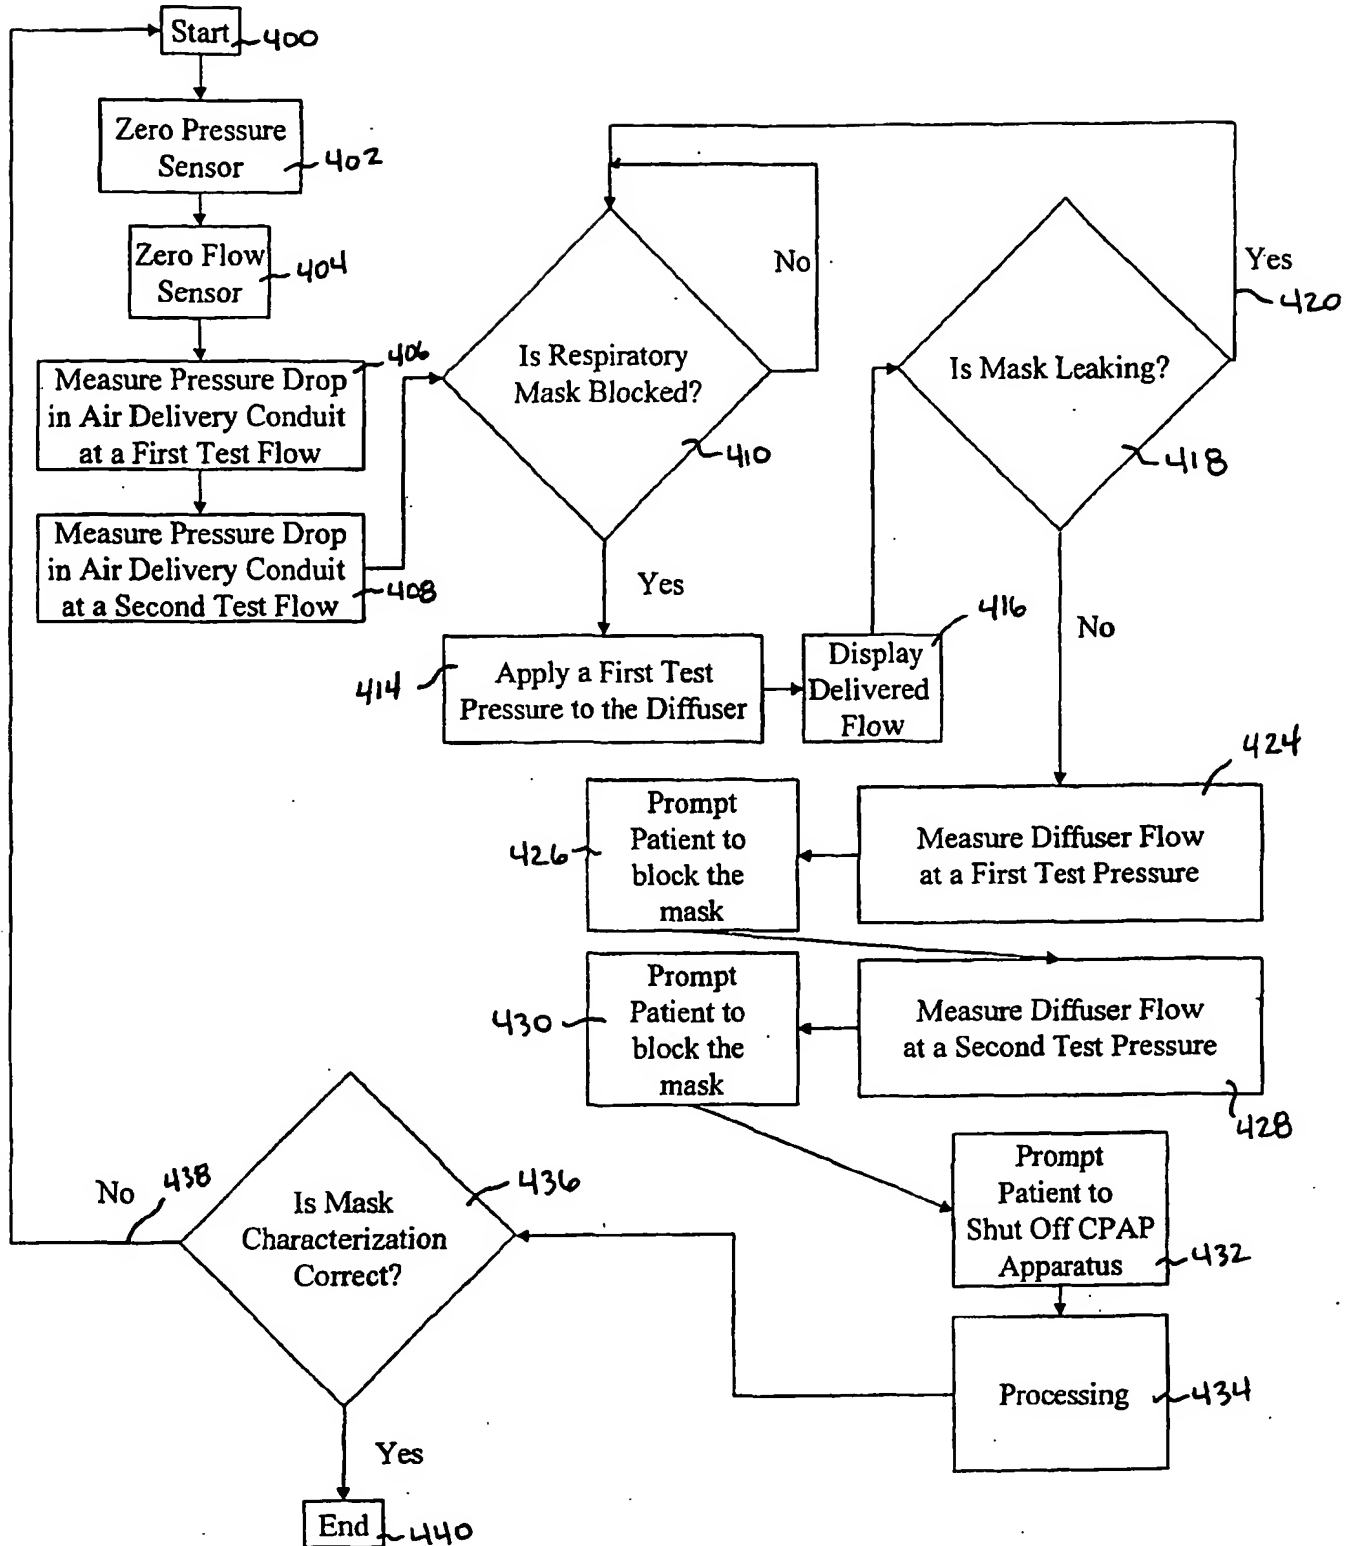 Start
400
Zero Pressure
Sensor
402
Zero Flow
Sensor
404
406
Measure Pressure Drop
in Air Delivery Conduit
at a First Test Flow
Measure Pressure Drop
in Air Delivery Conduit
at a Second Test Flow
408
Is Respiratory
Mask Blocked?
410
No
Yes
414
Apply a First Test
Pressure to the Diffuser
416
Display
Delivered
Flow
Is Mask Leaking?
418
Yes
420
No
424
Measure Diffuser Flow
at a First Test Pressure
426
Prompt
Patient to
block the
mask
Measure Diffuser Flow
at a Second Test Pressure
428
430
Prompt
Patient to
block the
mask
Prompt
Patient to
Shut Off CPAP
Apparatus
432
Processing
434
436
Is Mask
Characterization
Correct?
No
438
Yes
End
440